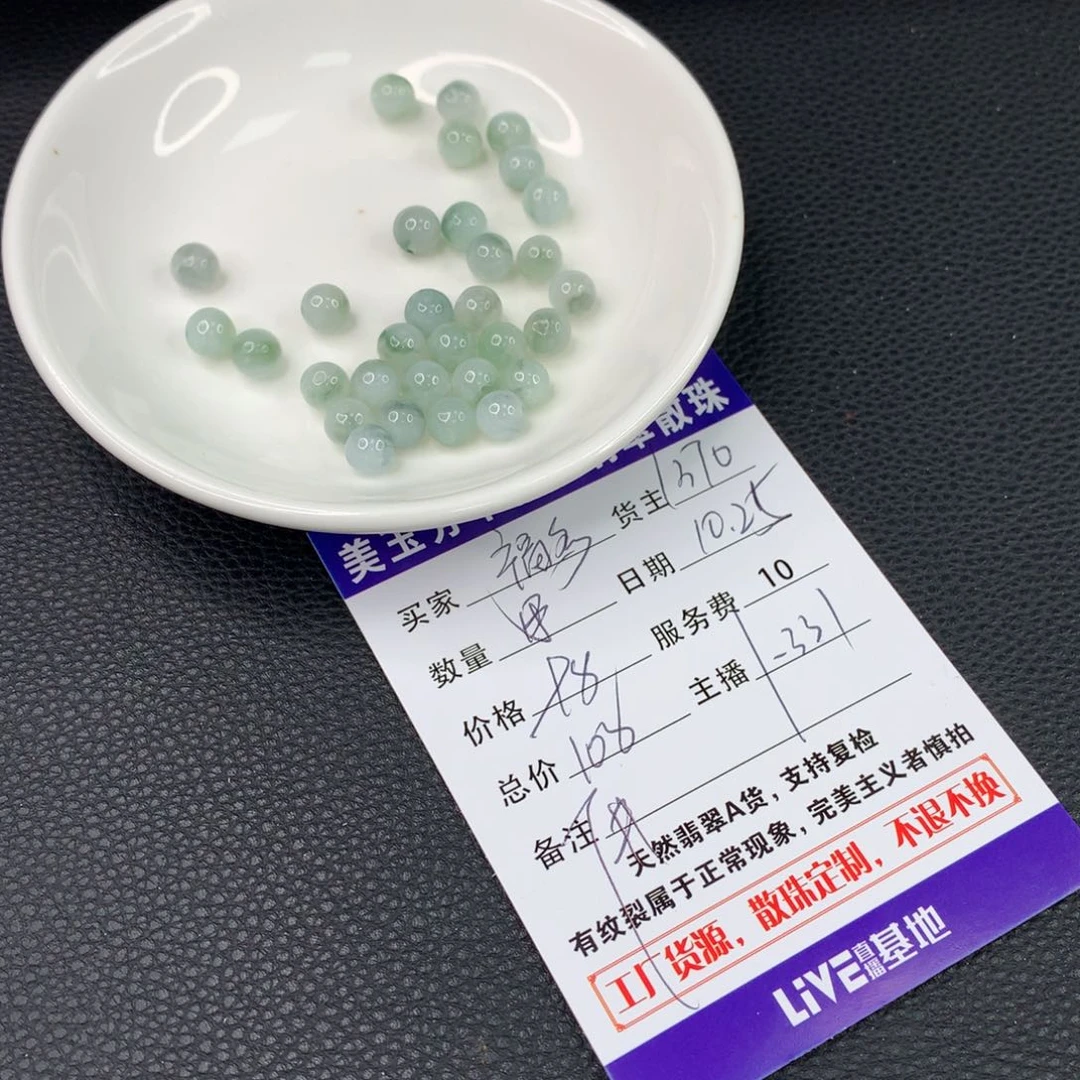 美玉 散珠
买家 货主 1370
数量 日期 10.25
价格 98 服务费 10
总价 108 主播 -331
备注
天然翡翠A货，支持复检
有纹裂属于正常现象，完美主义者慎拍
工厂货源，散珠定制，不退不换
LiVE直播基地